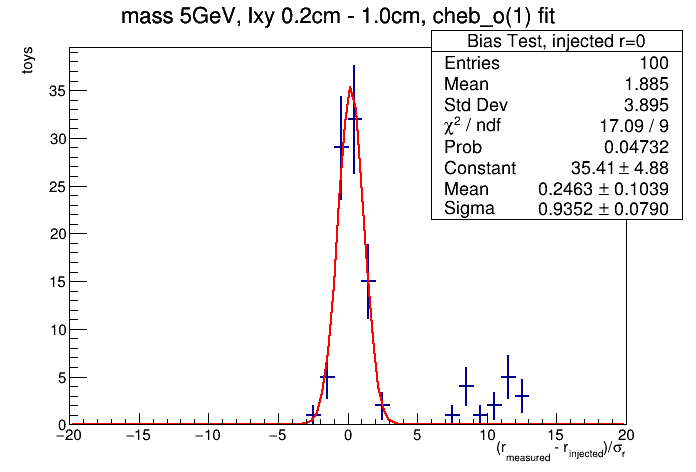 mass 5GeV, lxy 0.2cm - 1.0cm, cheb_o(1) fit
toys
Bias Test, injected r=0
Entries 100
Mean 1.885
Std Dev 3.895
χ² / ndf 17.09 / 9
Prob 0.04732
Constant 35.41 ± 4.88
Mean 0.2463 ± 0.1039
Sigma 0.9352 ± 0.0790
35
30
25
20
15
10
5
0
−20 −15 −10 −5 0 5 10 15 20
(r_measured - r_injected)/σ_r